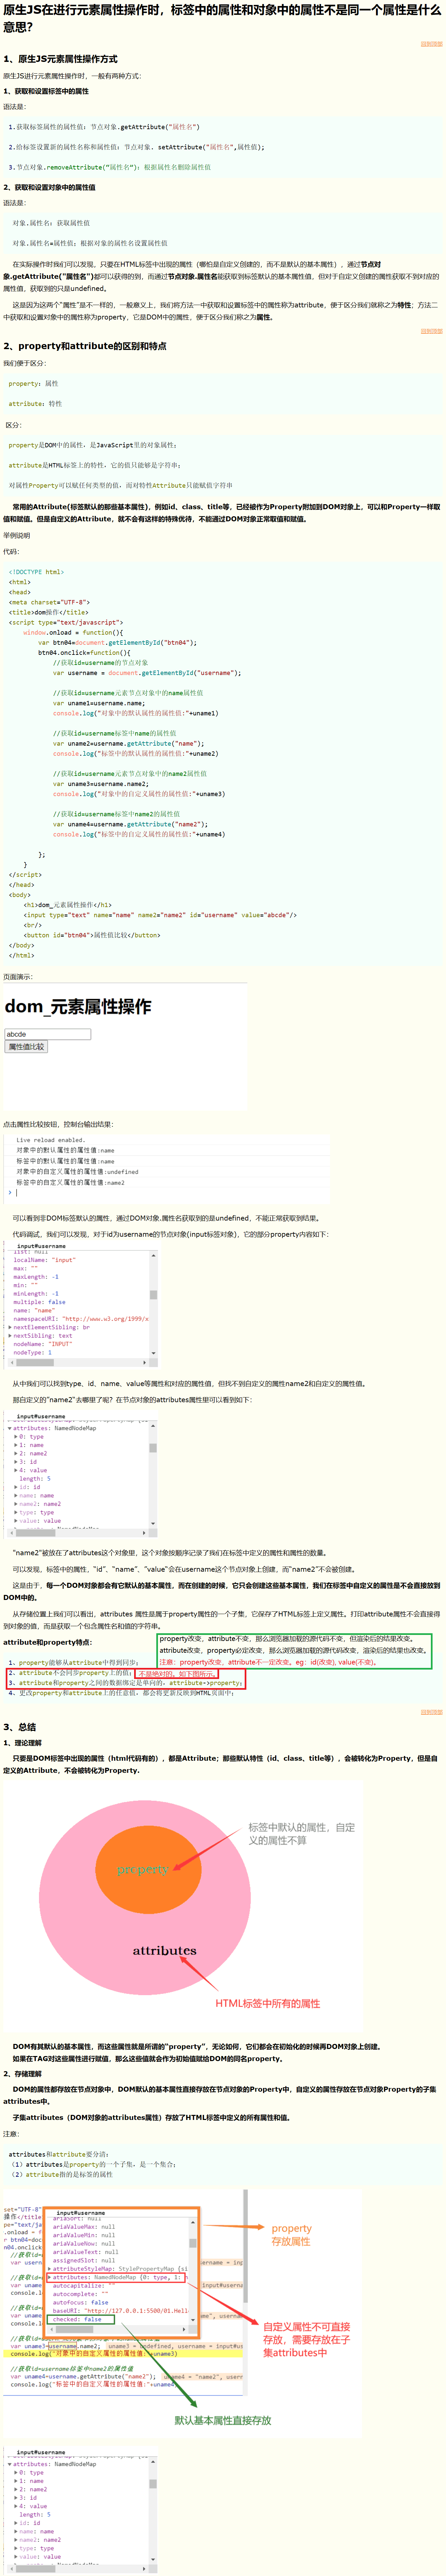 原生JS在进行元素属性操作时，标签中的属性和对象中的属性不是同一个属性是什么
意思?
回到顶部
1、原生JS元素属性操作方式
原生JS进行元素属性操作时，一般有两种方式：
1、获取和设置标签中的属性
语法是：
1.获取标签属性的属性值：节点对象.getAttribute("属性名")
2.给标签设置新的属性名称和属性值：节点对象. setAttribute("属性名",属性值);
3.节点对象.removeAttribute("属性名"); 根据属性名删除属性值
2、获取和设置对象中的属性值
语法是：
对象.属性名：获取属性值
对象.属性名=属性值：根据对象的属性名设置属性值
在实际操作时我们可以发现，只要在HTML标签中出现的属性（哪怕是自定义创建的，而不是默认的基本属性），通过节点对
象.getAttribute("属性名")都可以获得的到，而通过节点对象.属性名能获取到标签默认的基本属性值，但对于自定义创建的属性获取不到对应的
属性值，获取到的只是undefined。
这是因为这两个"属性"是不一样的，一般意义上，我们将方法一中获取和设置标签中的属性称为attribute，便于区分我们就称之为特性；方法二
中获取和设置对象中的属性称为property，它是DOM中的属性，便于区分我们称之为属性。
回到顶部
2、property和attribute的区别和特点
我们便于区分：
property：属性
attribute：特性
区分：
property是DOM中的属性，是JavaScript里的对象属性；
attribute是HTML标签上的特性，它的值只能够是字符串；
对属性Property可以赋任何类型的值，而对特性Attribute只能赋值字符串
常用的Attribute(标签默认的那些基本属性)，例如id、class、title等，已经被作为Property附加到DOM对象上，可以和Property一样取
值和赋值。但是自定义的Attribute，就不会有这样的特殊优待，不能通过DOM对象正常取值和赋值。
举例说明
代码：
<!DOCTYPE html>
<html>
<head>
<meta charset="UTF-8">
<title>dom操作</title>
<script type="text/javascript">
window.onload = function(){
var btn04=document.getElementById("btn04");
btn04.onclick=function(){
//获取id=username的节点对象
var username = document.getElementById("username");
//获取id=username元素节点对象中的name属性值
var uname1=username.name;
console.log("对象中的默认属性的属性值:"+uname1)
//获取id=username标签中name的属性值
var uname2=username.getAttribute("name");
console.log("标签中的默认属性的属性值:"+uname2)
//获取id=username元素节点对象中的name2属性值
var uname3=username.name2;
console.log("对象中的自定义属性的属性值:"+uname3)
//获取id=username标签中name2的属性值
var uname4=username.getAttribute("name2");
console.log("标签中的自定义属性的属性值:"+uname4)
};
}
</script>
</head>
<body>
<h1>dom_元素属性操作</h1>
<input type="text" name="name" name2="name2" id="username" value="abcde"/>
<br/>
<button id="btn04">属性值比较</button>
</body>
</html>
页面演示：
dom_元素属性操作
abcde
属性值比较
点击属性比较按钮，控制台输出结果：
Live reload enabled.
对象中的默认属性的属性值:name
标签中的默认属性的属性值:name
对象中的自定义属性的属性值:undefined
标签中的自定义属性的属性值:name2
可以看到非DOM标签默认的属性，通过DOM对象.属性名获取到的是undefined，不能正常获取到结果。
代码调试，我们可以发现，对于id为username的节点对象(input标签对象)，它的部分property内容如下：
input#username
list: null
localName: "input"
max: ""
maxLength: -1
min: ""
minLength: -1
multiple: false
name: "name"
namespaceURI: "http://www.w3.org/1999/x
nextElementSibling: br
nextSibling: text
nodeName: "INPUT"
nodeType: 1
从中我们可以找到type、id、name、value等属性和对应的属性值，但找不到自定义的属性name2和自定义的属性值。
那自定义的"name2"去哪里了呢？在节点对象的attributes属性里可以看到如下：
input#username
attributes: NamedNodeMap
0: type
1: name
2: name2
3: id
4: value
length: 5
id: id
name: name
name2: name2
type: type
value: value
"name2"被放在了attributes这个对象里，这个对象按顺序记录了我们在标签中定义的属性和属性的数量。
可以发现，标签中的属性，"id"、"name"，"value"会在username这个节点对象上创建，而"name2"不会被创建。
这是由于，每一个DOM对象都会有它默认的基本属性，而在创建的时候，它只会创建这些基本属性，我们在标签中自定义的属性是不会直接放到
DOM中的。
从存储位置上我们可以看出，attributes 属性是属于property属性的一个子集，它保存了HTML标签上定义属性。打印attribute属性不会直接得
到对象的值，而是获取一个包含属性名和值的字符串。
attribute和property特点：
property改变，attribute不变，那么浏览器加载的源代码不变，但渲染后的结果改变。
attribute改变，property必定改变，那么浏览器加载的源代码改变，渲染后的结果也改变。
注意：property改变，attribute不一定改变。eg：id(改变), value(不变)。
1、property能够从attribute中得到同步；
2、attribute不会同步property上的值；不是绝对的。如下图所示。
3、attribute和property之间的数据绑定是单向的，attribute->property；
4、更改property和attribute上的任意值，都会将更新反映到HTML页面中；
回到顶部
3、总结
1、理论理解
只要是DOM标签中出现的属性（html代码有的），都是Attribute；那些默认特性（id、class、title等），会被转化为Property，但是自
定义的Attribute，不会被转化为Property.
标签中默认的属性，自定
义的属性不算
property
attributes
HTML标签中所有的属性
DOM有其默认的基本属性，而这些属性就是所谓的"property"，无论如何，它们都会在初始化的时候再DOM对象上创建。
如果在TAG对这些属性进行赋值，那么这些值就会作为初始值赋给DOM的同名property。
2、存储理解
DOM的属性都存放在节点对象中，DOM默认的基本属性直接存放在节点对象的Property中，自定义的属性存放在节点对象Property的子集
attributes中。
子集attributes（DOM对象的attributes属性）存放了HTML标签中定义的所有属性和值。
注意：
attributes和attribute要分清：
（1）attributes是property的一个子集，是一个集合；
（2）attribute指的是标签的属性
input#username
ariaSort: null
ariaValueMax: null
ariaValueMin: null
ariaValueNow: null
ariaValueText: null
assignedSlot: null
attributeStyleMap: StylePropertyMap {si
attributes: NamedNodeMap {0: type, 1:
autocapitalize: ""
autocomplete: ""
autofocus: false
baseURI: "http://127.0.0.1:5500/01.Hell
checked: false
property
存放属性
自定义属性不可直接
存放，需要存放在子
集attributes中
var uname3=username.name2;
console.log("对象中的自定义属性的属性值:"+uname3)
//获取id=username标签中name2的属性值
var uname4=username.getAttribute("name2");
console.log("标签中的自定义属性的属性值:"+uname4)
默认基本属性直接存放
input#username
attributes: NamedNodeMap
0: type
1: name
2: name2
3: id
4: value
length: 5
id: id
name: name
name2: name2
type: type
value: value